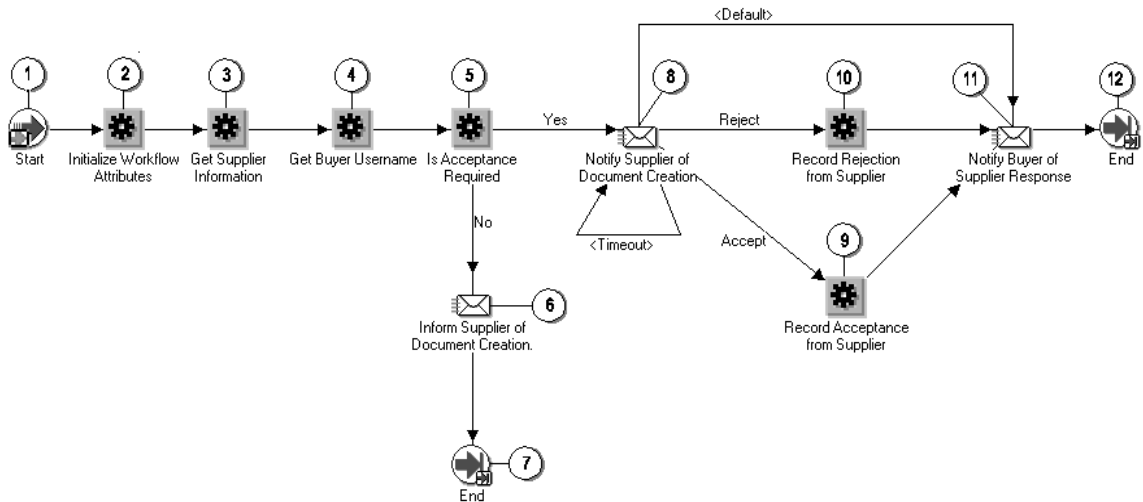 <Default>
1
2
3
4
5
8
10
11
12
Start
Initialize Workflow
Attributes
Get Supplier
Information
Get Buyer Username
Is Acceptance
Required
Yes
Notify Supplier of
Document Creation
Reject
Record Rejection
from Supplier
Notify Buyer of
Supplier Response
End
No
<Timeout>
Accept
9
6
Inform Supplier of
Document Creation.
Record Acceptance
from Supplier
7
End